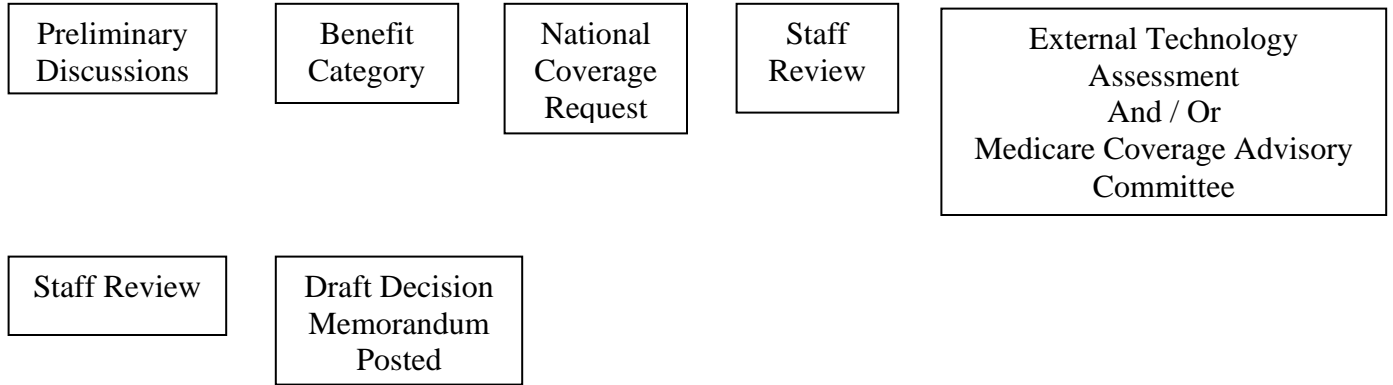 Preliminary
Discussions
Benefit
Category
National
Coverage
Request
Staff
Review
External Technology
Assessment
And / Or
Medicare Coverage Advisory
Committee
Staff Review
Draft Decision
Memorandum
Posted